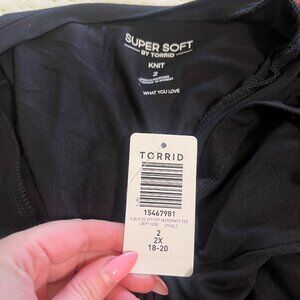 SUPER SOFT
BY TORRID
KNIT
2
WHAT YOU LOVE
TORRID
15467981
2
2X
18-20